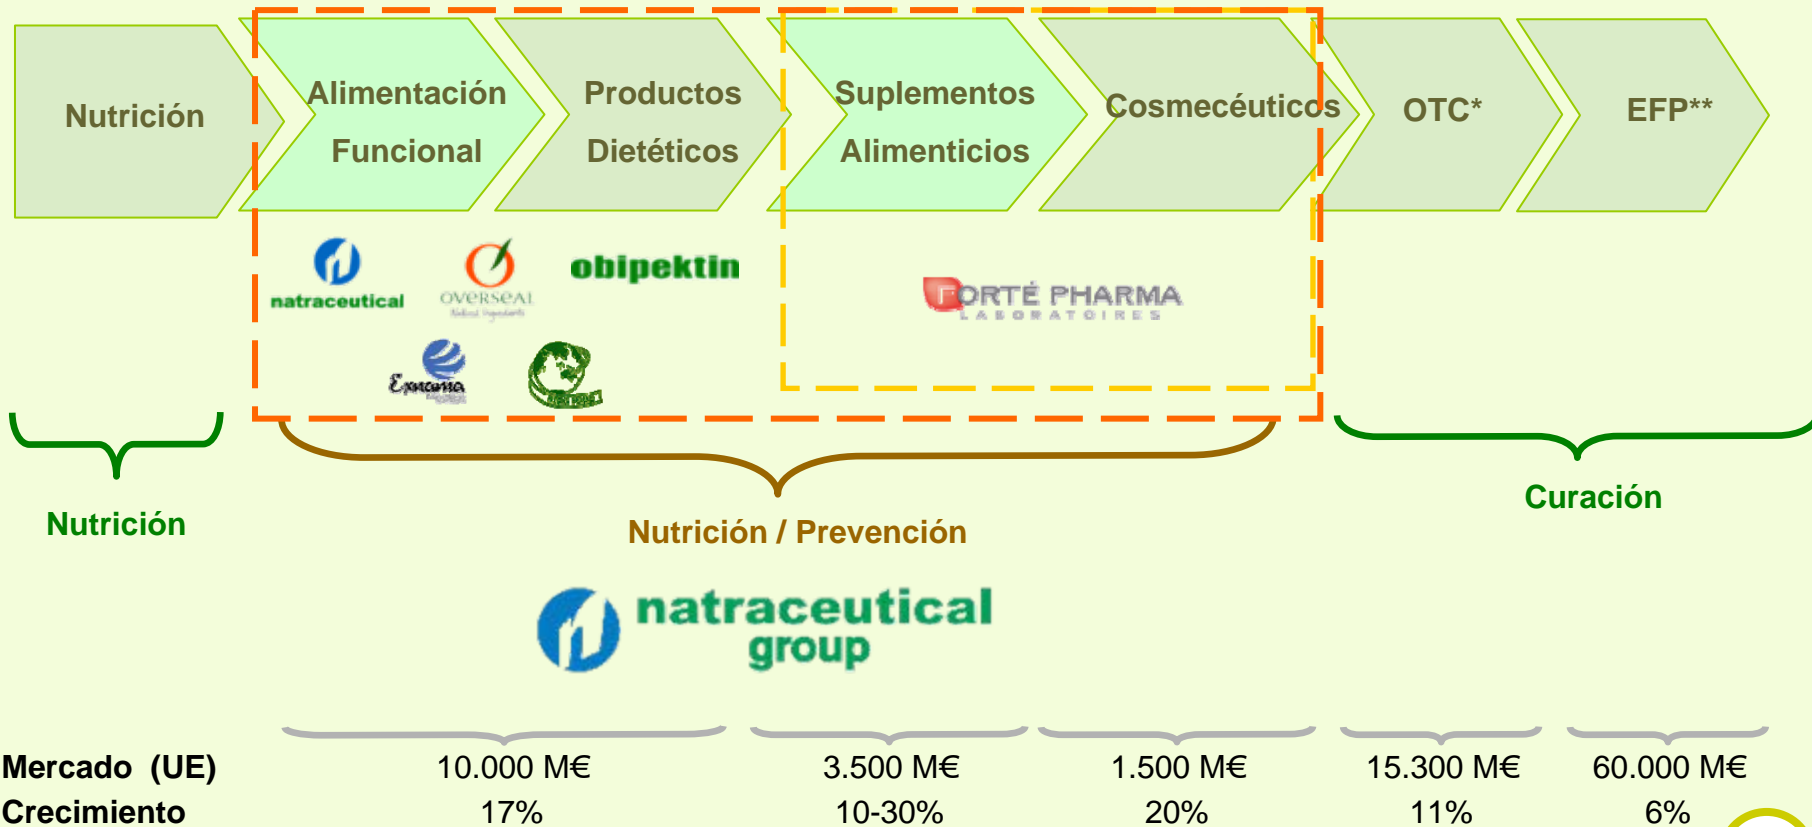 Nutrición
Alimentación
Funcional
Productos
Dietéticos
Suplementos
Alimenticios
Cosmecéuticos
OTC*
EFP**
natraceutical
OVERSEAL
Natural Ingredients
obipektin
FORTÉ PHARMA
LABORATOIRES
Nutrición
Nutrición / Prevención
Curación
natraceutical
group
Mercado (UE) 10.000 M€ 3.500 M€ 1.500 M€ 15.300 M€ 60.000 M€
Crecimiento 17% 10-30% 20% 11% 6%